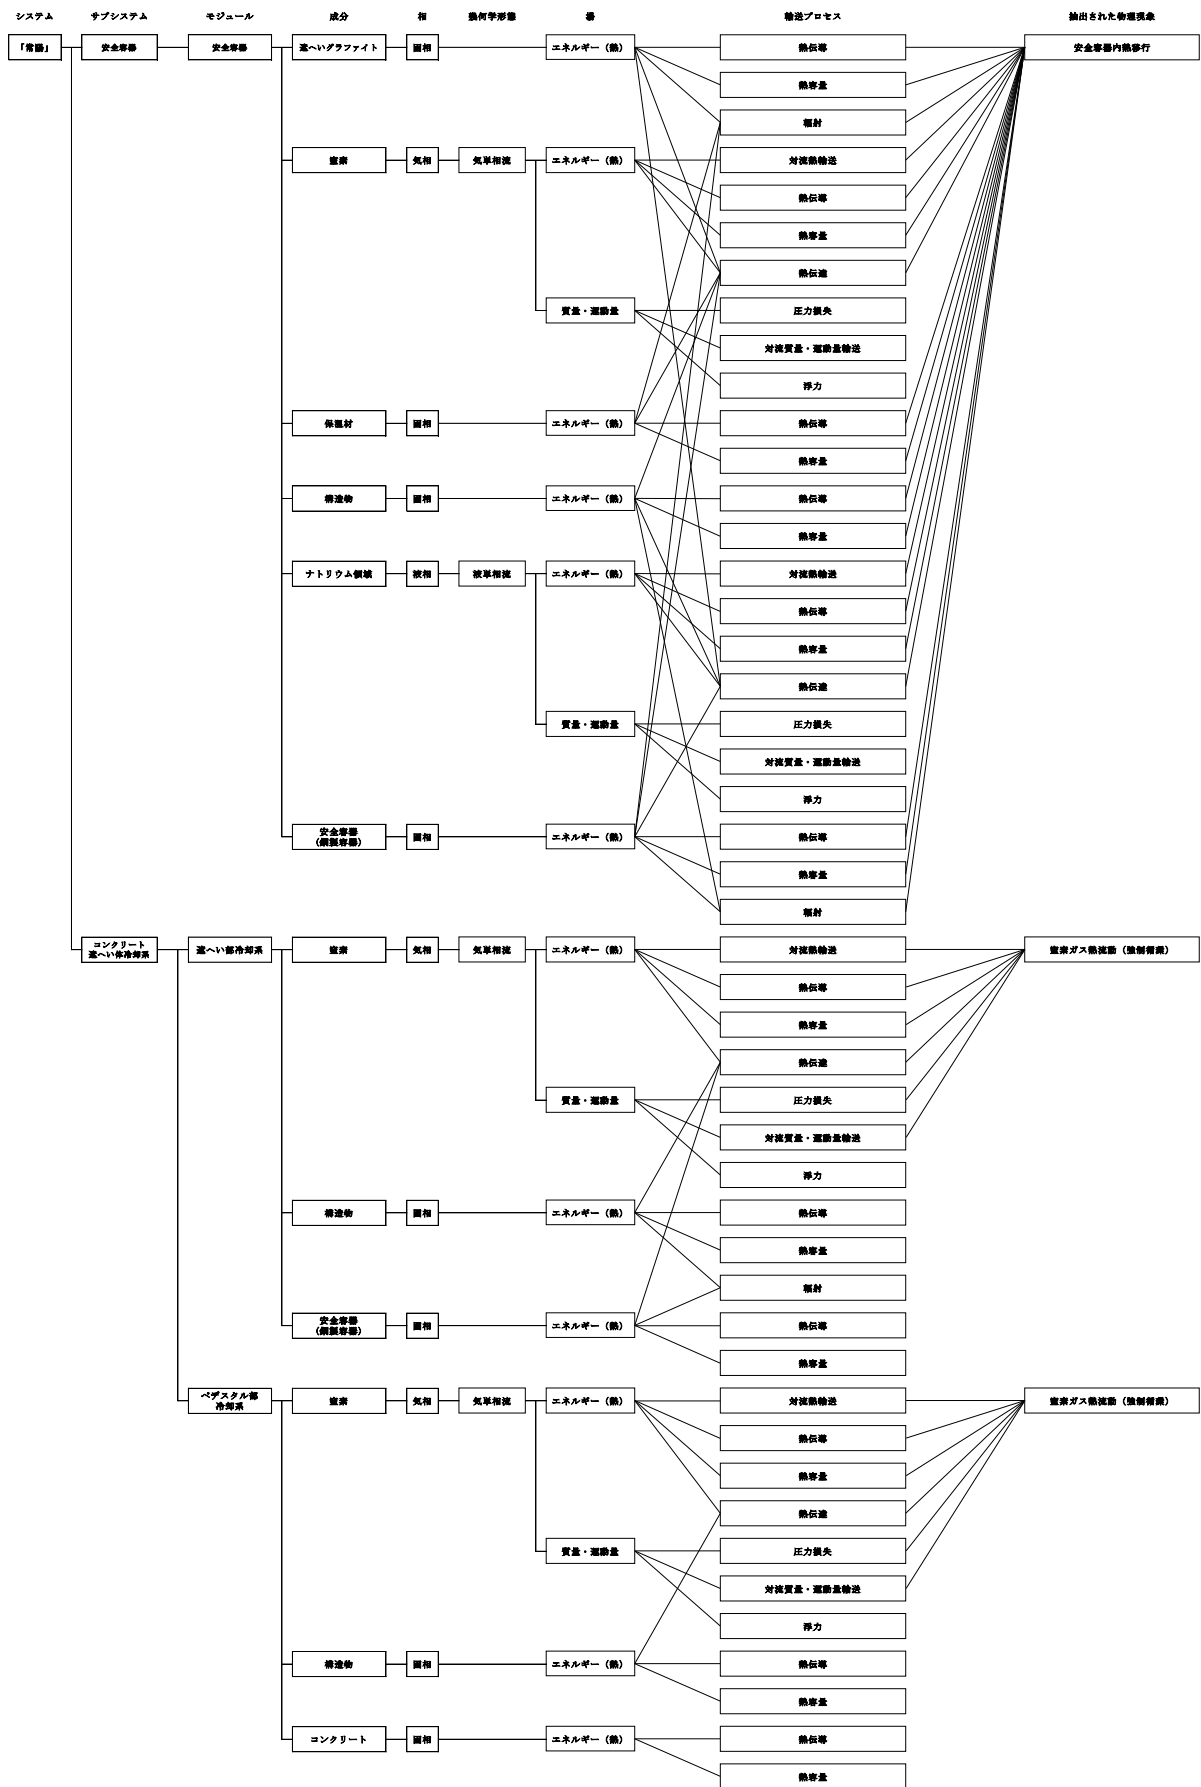 システム サブシステム モジュール 成分 相 幾何学形態 場 輸送プロセス 抽出された物理現象
「常陽」 安全容器 安全容器 遮へいグラファイト 固相 エネルギー（熱） 熱伝導 安全容器内熱移行
熱容量
輻射
窒素 気相 気単相流 エネルギー（熱） 対流熱輸送
熱伝導
熱容量
熱伝達
質量・運動量 圧力損失
対流質量・運動量輸送
浮力
保温材 固相 エネルギー（熱） 熱伝導
熱容量
構造物 固相 エネルギー（熱） 熱伝導
熱容量
ナトリウム領域 液相 液単相流 エネルギー（熱） 対流熱輸送
熱伝導
熱容量
熱伝達
質量・運動量 圧力損失
対流質量・運動量輸送
浮力
安全容器
（鋼製容器） 固相 エネルギー（熱） 熱伝導
熱容量
輻射
コンクリート
遮へい体冷却系 遮へい部冷却系 窒素 気相 気単相流 エネルギー（熱） 対流熱輸送 窒素ガス熱流動（強制循環）
熱伝導
熱容量
熱伝達
質量・運動量 圧力損失
対流質量・運動量輸送
浮力
構造物 固相 エネルギー（熱） 熱伝導
熱容量
輻射
安全容器
（鋼製容器） 固相 エネルギー（熱） 熱伝導
熱容量
ペデスタル部
冷却系 窒素 気相 気単相流 エネルギー（熱） 対流熱輸送 窒素ガス熱流動（強制循環）
熱伝導
熱容量
熱伝達
質量・運動量 圧力損失
対流質量・運動量輸送
浮力
構造物 固相 エネルギー（熱） 熱伝導
熱容量
コンクリート 固相 エネルギー（熱） 熱伝導
熱容量